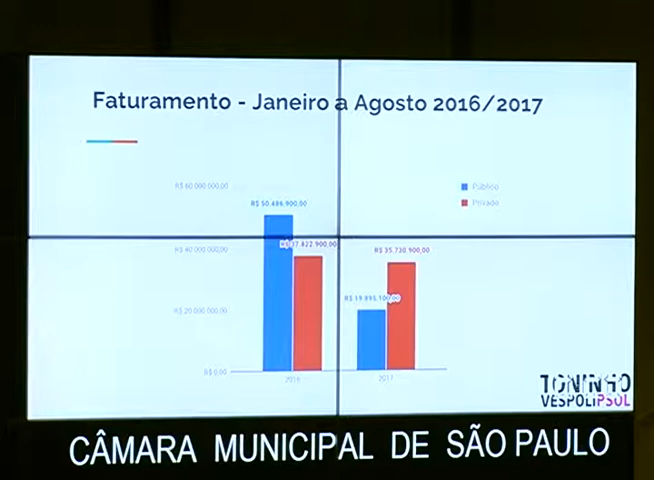 Faturamento - Janeiro a Agosto 2016/2017
R$ 60 000 000,00
Público
Privado
R$ 50.486.900,00
R$ 37.822.900,00
R$ 40 000 000,00
R$ 35.730.900,00
R$ 19.895.100,00
R$ 20 000 000,00
R$ 0,00
2016
2017
TONINHO
VESPOLIPSOL
CÂMARA MUNICIPAL DE SÃO PAULO